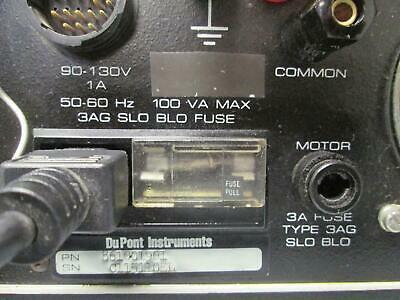 90-130V
1A
COMMON
50-60 Hz 100 VA MAX
3AG SLO BLO FUSE
MOTOR
FUSE
PULL
3A FUSE
TYPE 3AG
SLO BLO
DuPont Instruments
PN
SN